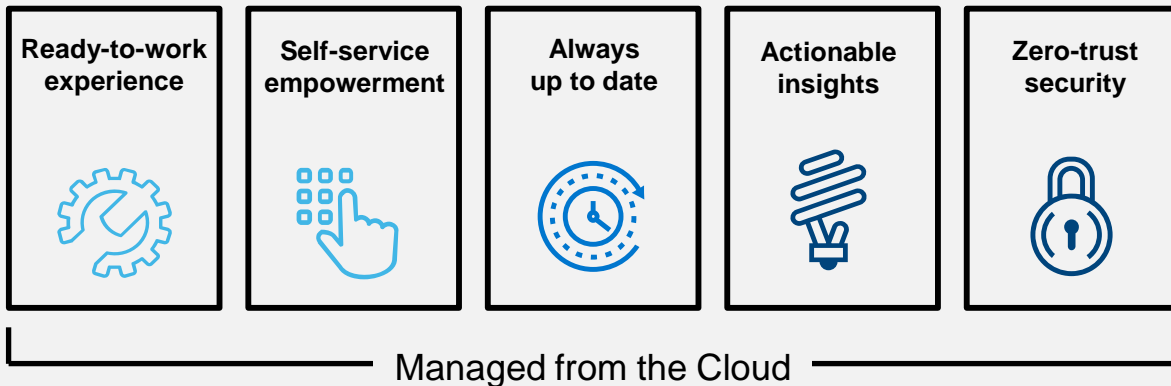 Ready-to-work
experience
Self-service
empowerment
Always
up to date
Actionable
insights
Zero-trust
security
Managed from the Cloud